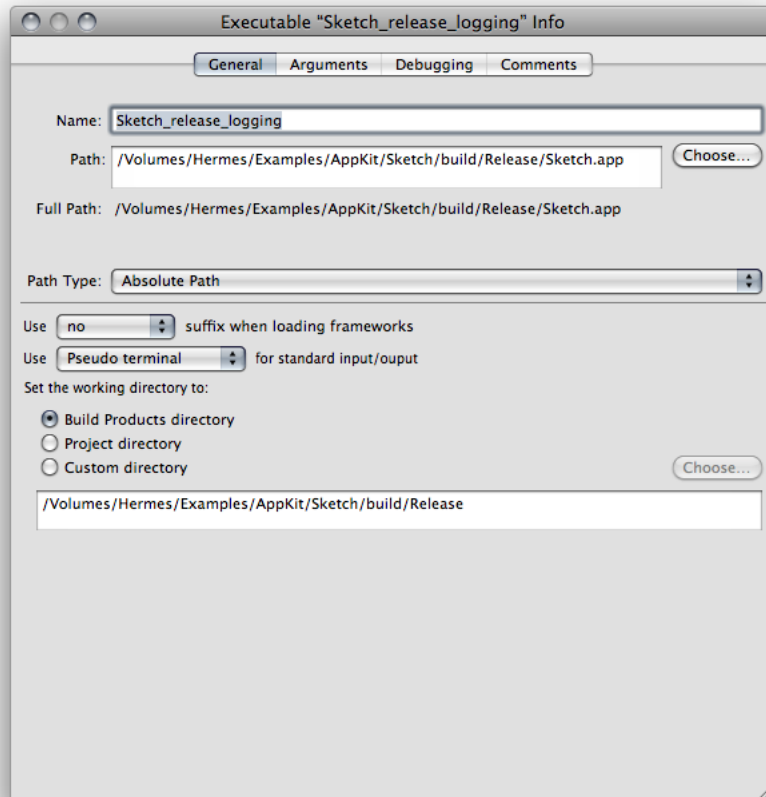 Executable “Sketch_release_logging” Info
General Arguments Debugging Comments
Name: Sketch_release_logging
Path: /Volumes/Hermes/Examples/AppKit/Sketch/build/Release/Sketch.app Choose...
Full Path: /Volumes/Hermes/Examples/AppKit/Sketch/build/Release/Sketch.app
Path Type: Absolute Path
Use no suffix when loading frameworks
Use Pseudo terminal for standard input/ouput
Set the working directory to:
Build Products directory
Project directory
Custom directory Choose...
/Volumes/Hermes/Examples/AppKit/Sketch/build/Release